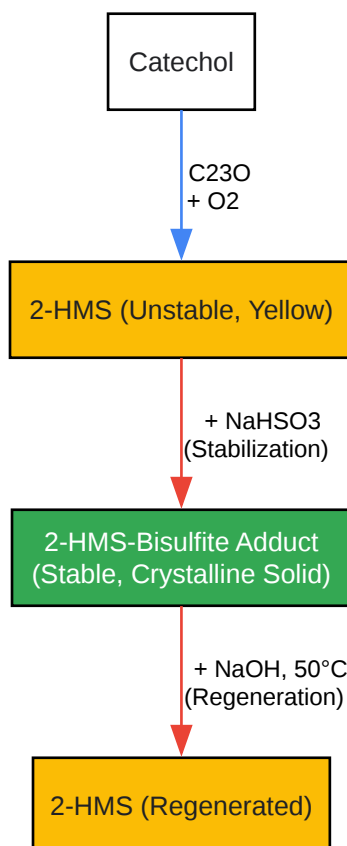 Catechol
C23O
+ O2
2-HMS (Unstable, Yellow)
+ NaHSO3
(Stabilization)
2-HMS-Bisulfite Adduct
(Stable, Crystalline Solid)
+ NaOH, 50°C
(Regeneration)
2-HMS (Regenerated)